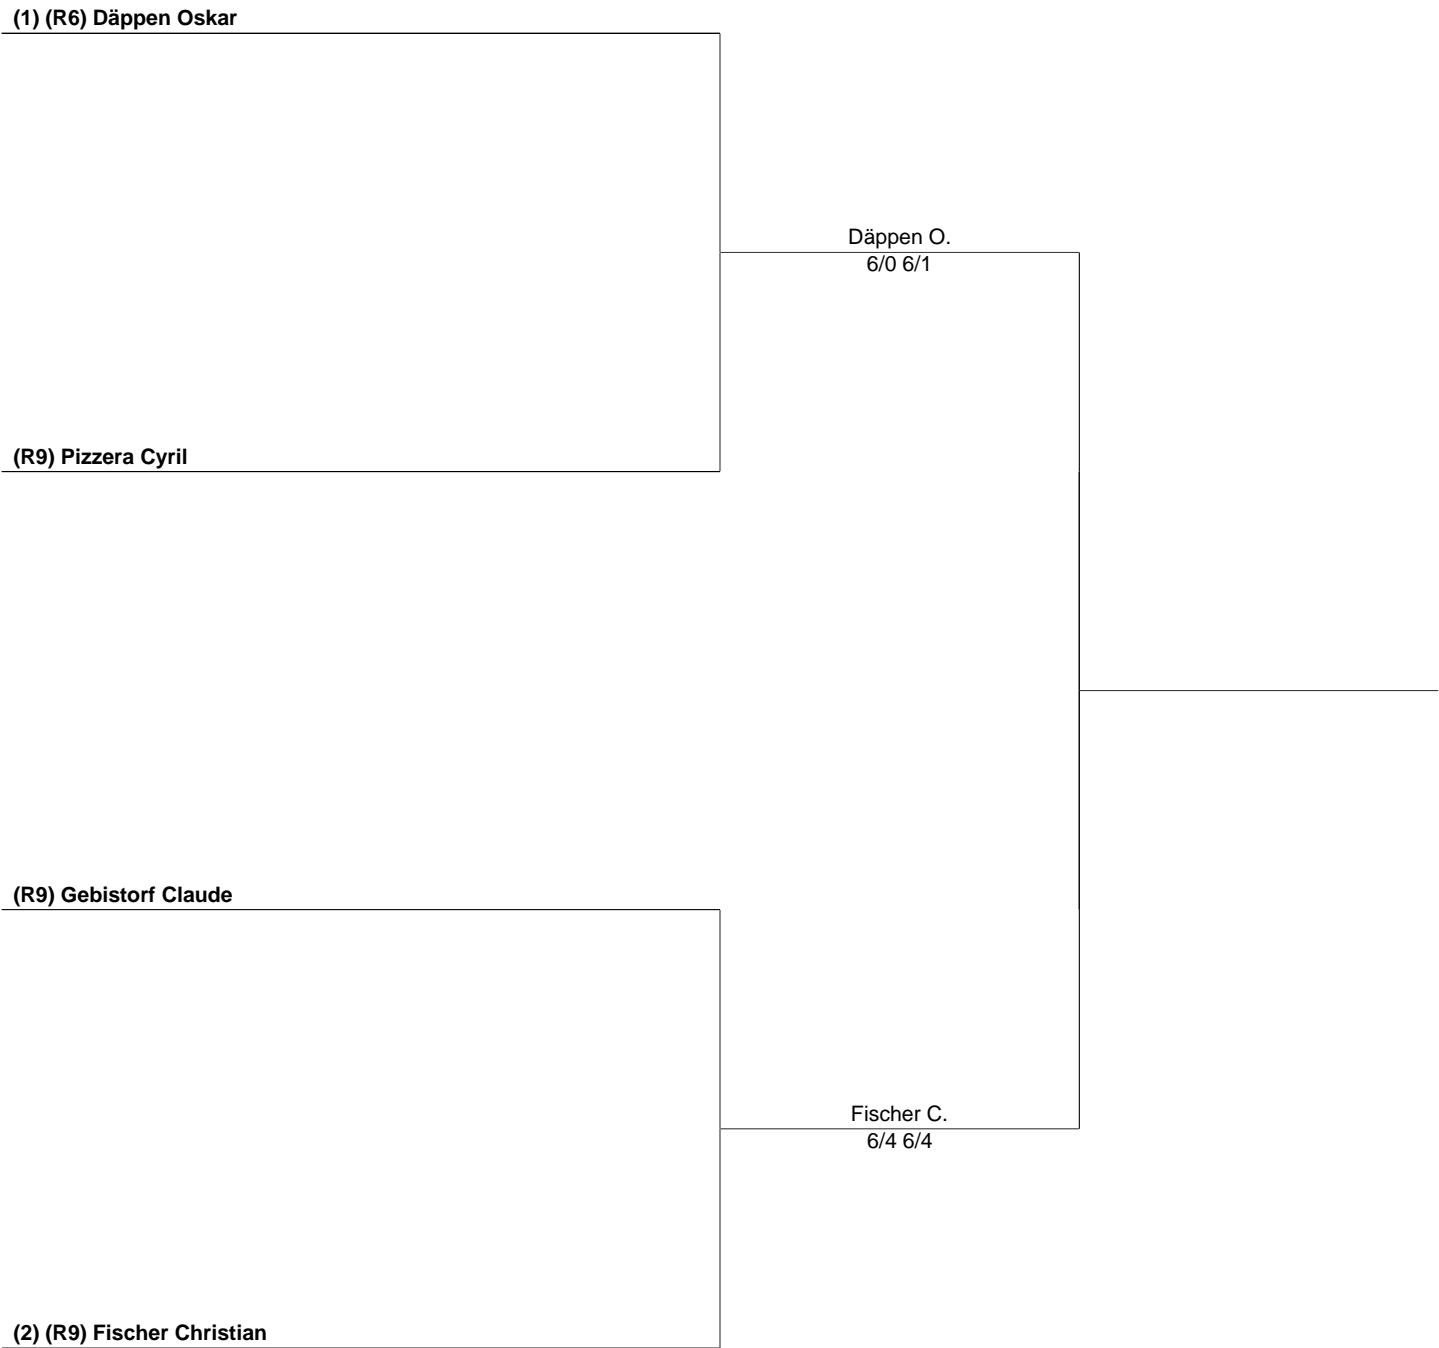 (1) (R6) Däppen Oskar
Däppen O.
6/0 6/1
(R9) Pizzera Cyril
(R9) Gebistorf Claude
Fischer C.
6/4 6/4
(2) (R9) Fischer Christian